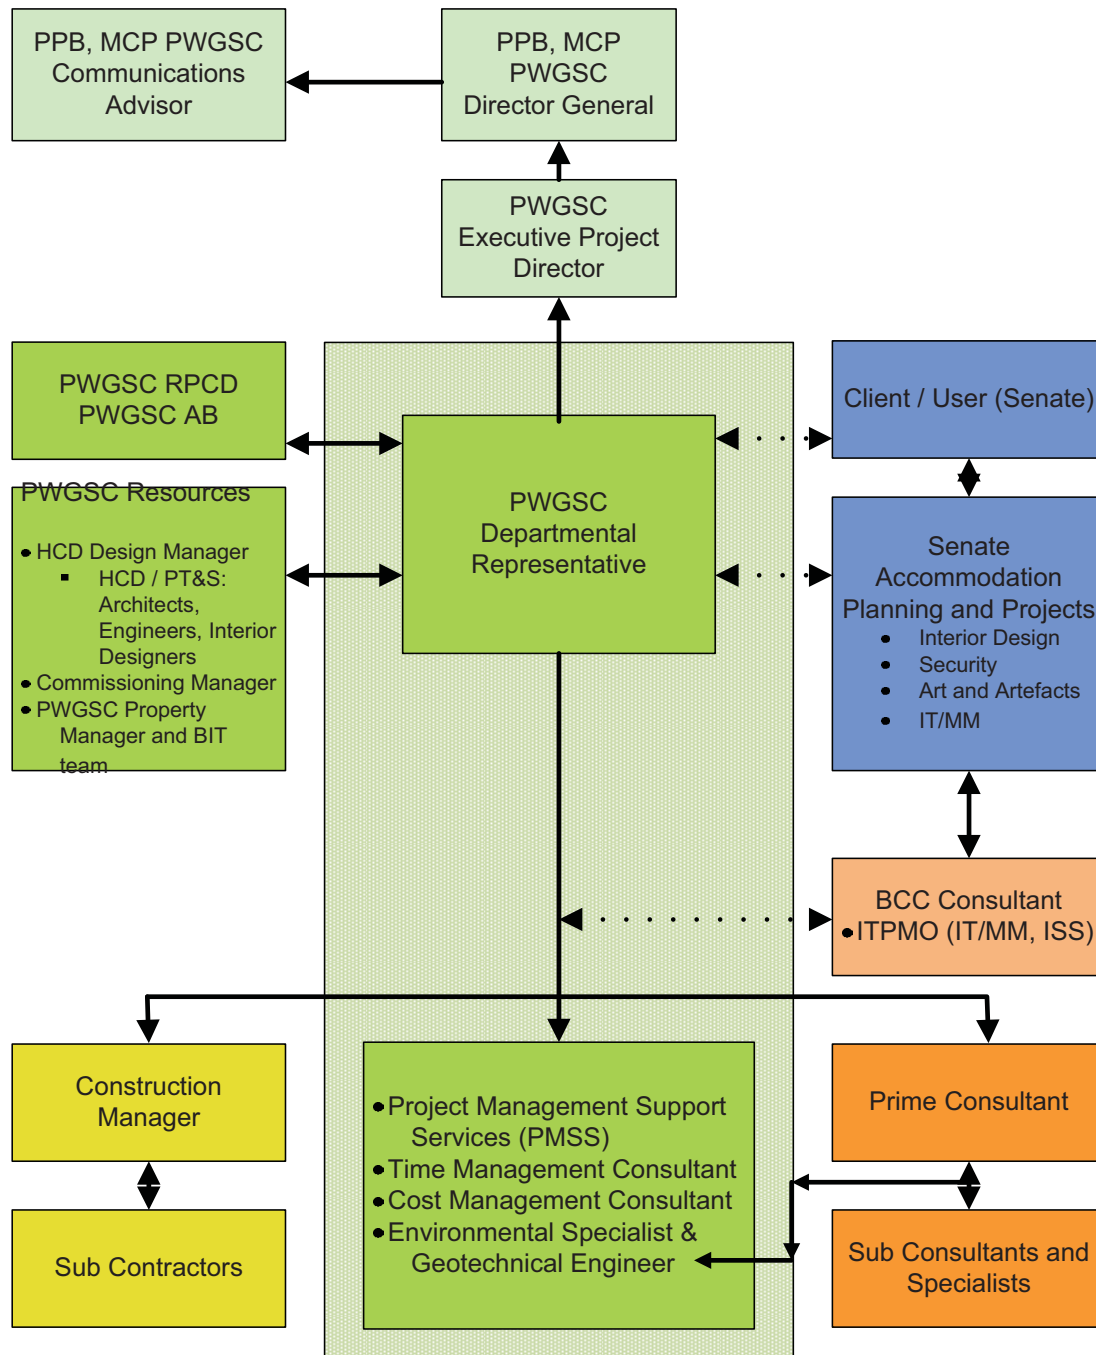 PPB, MCP PWGSC
Communications
Advisor
PPB, MCP
PWGSC
Director General
PWGSC
Executive Project
Director
PWGSC RPCD
PWGSC AB
PWGSC Resources
• HCD Design Manager
▪ HCD / PT&S:
Architects,
Engineers, Interior
Designers
• Commissioning Manager
• PWGSC Property
Manager and BIT
team
PWGSC
Departmental
Representative
Client / User (Senate)
Senate
Accommodation
Planning and Projects
• Interior Design
• Security
• Art and Artefacts
• IT/MM
BCC Consultant
• ITPMO (IT/MM, ISS)
Construction
Manager
Sub Contractors
• Project Management Support
Services (PMSS)
• Time Management Consultant
• Cost Management Consultant
• Environmental Specialist &
Geotechnical Engineer
Prime Consultant
Sub Consultants and
Specialists